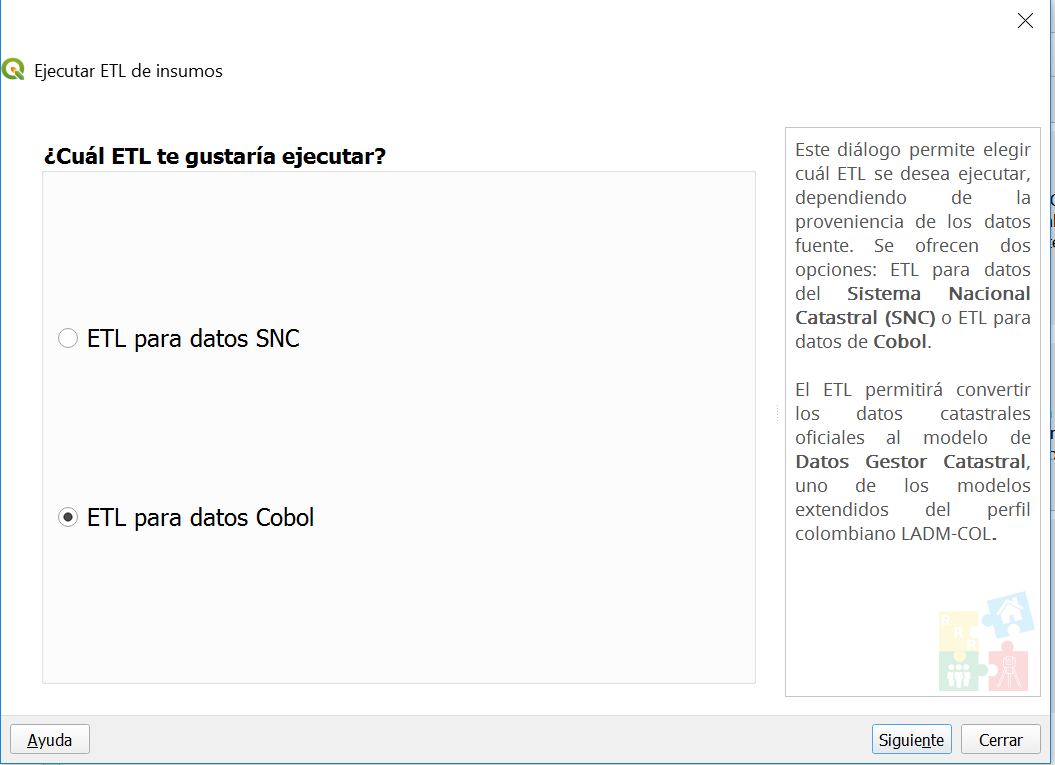 Ejecutar ETL de insumos
¿Cuál ETL te gustaría ejecutar?
ETL para datos SNC
ETL para datos Cobol
Este diálogo permite elegir
cuál ETL se desea ejecutar,
dependiendo de la
proveniencia de los datos
fuente. Se ofrecen dos
opciones: ETL para datos
del Sistema Nacional
Catastral (SNC) o ETL para
datos de Cobol.
El ETL permitirá convertir
los datos catastrales
oficiales al modelo de
Datos Gestor Catastral,
uno de los modelos
extendidos del perfil
colombiano LADM-COL.
R
R
R
Ayuda
Siguiente
Cerrar